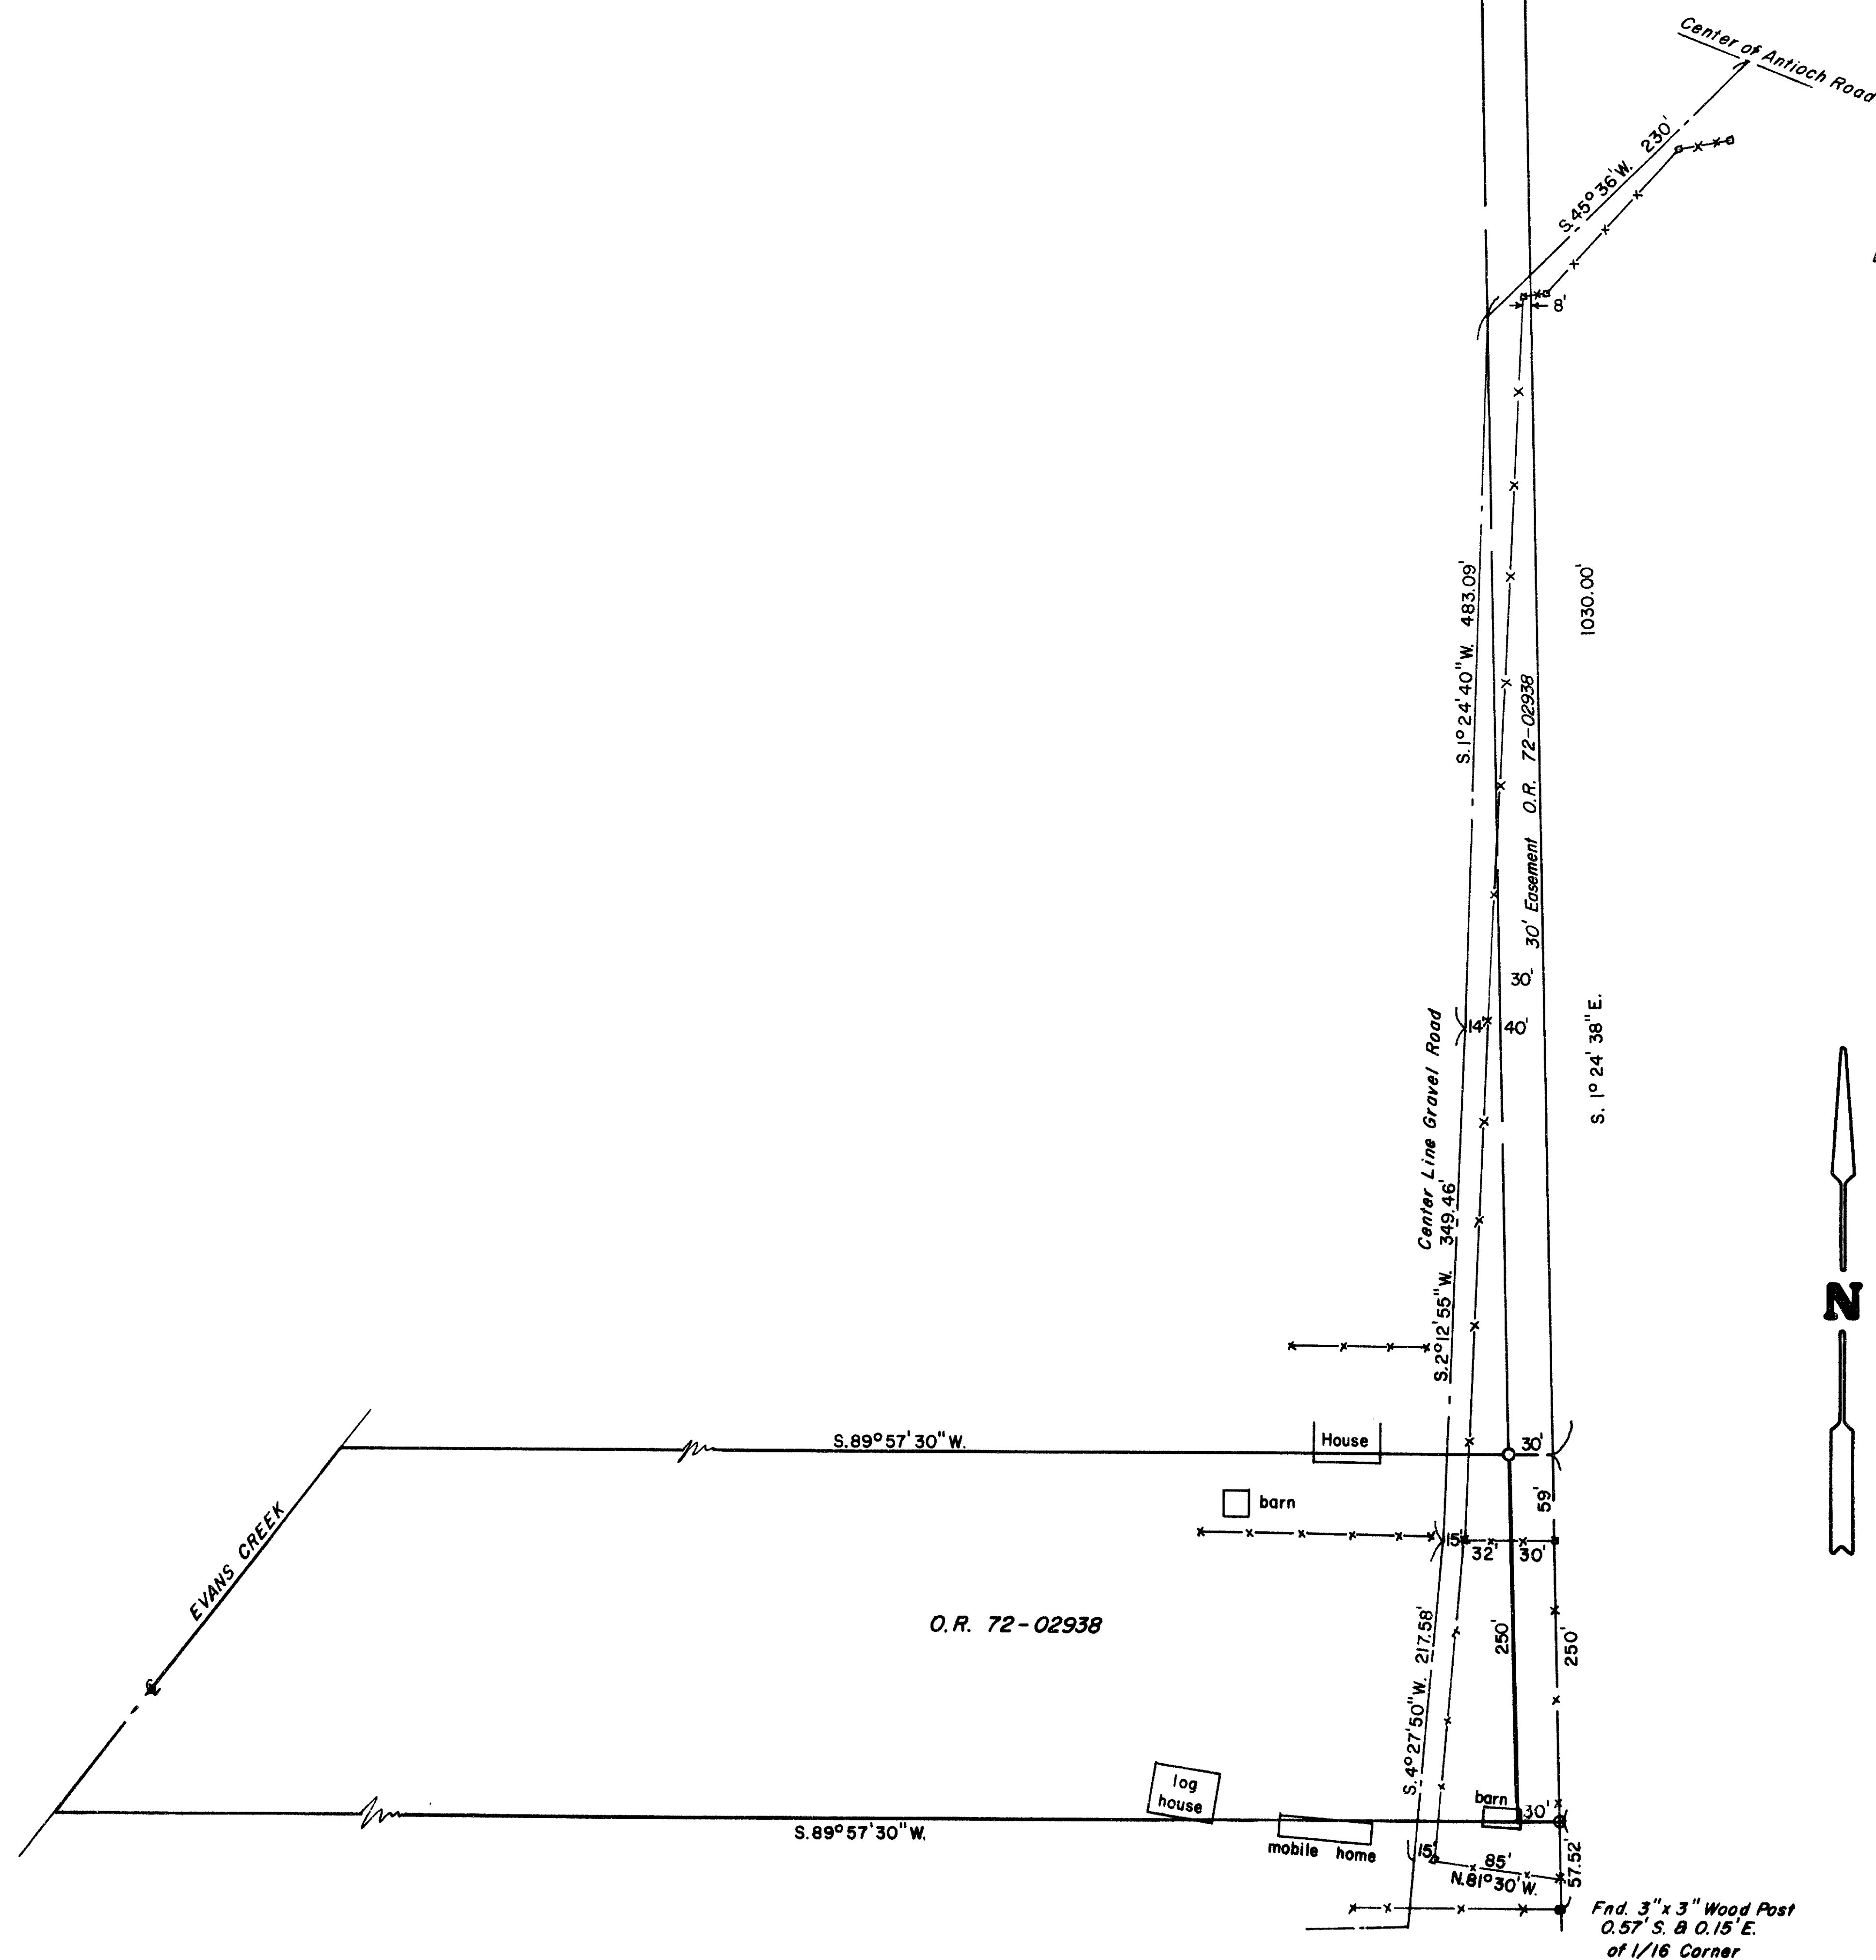 Center of Antioch Road
S.45°36'W. 230'
8'
S.1°24'40"W. 483.09'
1030.00'
30' Easement O.R. 72-02938
30'
14'
40'
Center Line Gravel Road
S.2°12'55"W. 349.46'
S. 1°24'38"E.
N
S.89°57'30"W.
House
30'
barn
59'
15'
32'
30'
EVANS CREEK
O.R. 72-02938
S.4°27'50"W. 217.58'
250'
250'
log
house
barn
30'
S.89°57'30"W.
mobile home
15'
85'
N.81°30'W.
57.52'
Fnd. 3"x 3" Wood Post
0.57'S. & 0.15'E.
of 1/16 Corner